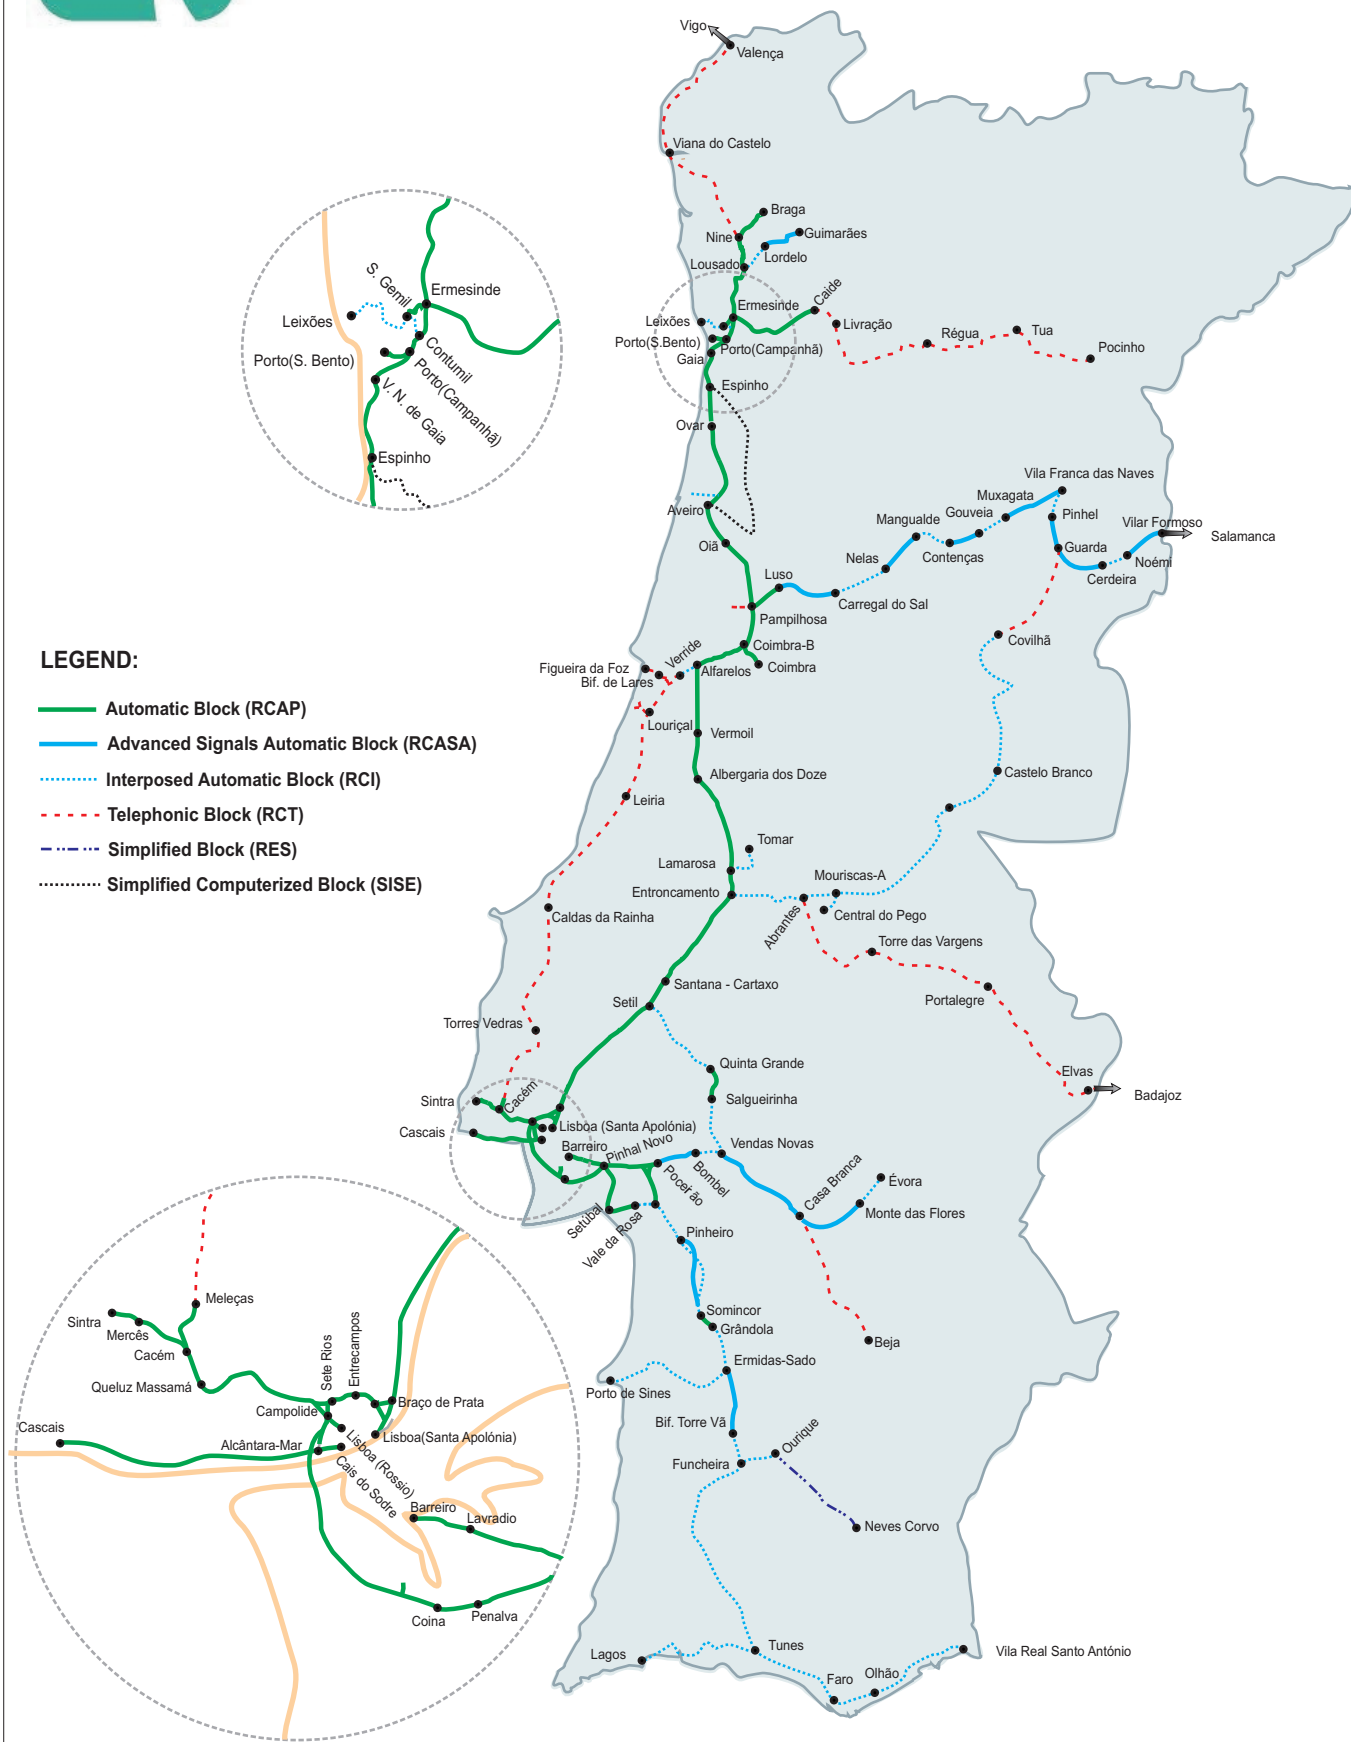 Vigo
Valença
Viana do Castelo
Braga
Nine
Guimarães
Lordelo
Lousado
Ermesinde
Caide
Leixões
Livração
Régua
Tua
Pocinho
Porto(S.Bento)
Porto(Campanhã)
Gaia
Espinho
Ovar
Aveiro
Oiã
Luso
Pampilhosa
Carregal do Sal
Nelas
Mangualde
Contenças
Gouveia
Muxagata
Vila Franca das Naves
Pinhel
Guarda
Cerdeira
Noémi
Vilar Formoso
Salamanca
Covilhã
Coimbra-B
Coimbra
Alfarelos
Verride
Figueira da Foz
Bif. de Lares
Louriçal
Vermoil
Albergaria dos Doze
Castelo Branco
Leiria
Tomar
Lamarosa
Entroncamento
Mouriscas-A
Central do Pego
Abrantes
Caldas da Rainha
Torre das Vargens
Portalegre
Santana - Cartaxo
Setil
Torres Vedras
Quinta Grande
Elvas
Badajoz
Salgueirinha
Sintra
Cacém
Cascais
Lisboa (Santa Apolónia)
Barreiro
Pinhal Novo
Vendas Novas
Bombel
Pocer ão
Casa Branca
Évora
Monte das Flores
Setúbal
Vale da Rosa
Pinheiro
Somincor
Grândola
Beja
Ermidas-Sado
Porto de Sines
Bif. Torre Vã
Ourique
Funcheira
Neves Corvo
Lagos
Tunes
Faro
Olhão
Vila Real Santo António
S. Gemil
Ermesinde
Leixões
Contumil
Porto(S. Bento)
Porto(Campanhã)
V. N. de Gaia
Espinho
LEGEND:
Automatic Block (RCAP)
Advanced Signals Automatic Block (RCASA)
Interposed Automatic Block (RCI)
Telephonic Block (RCT)
Simplified Block (RES)
Simplified Computerized Block (SISE)
Meleças
Sintra
Mercês
Cacém
Queluz Massamá
Sete Rios
Entrecampos
Campolide
Braço de Prata
Cascais
Alcântara-Mar
Lisboa(Santa Apolónia)
Lisboa (Rossio)
Cais do Sodre
Barreiro
Lavradio
Coina
Penalva